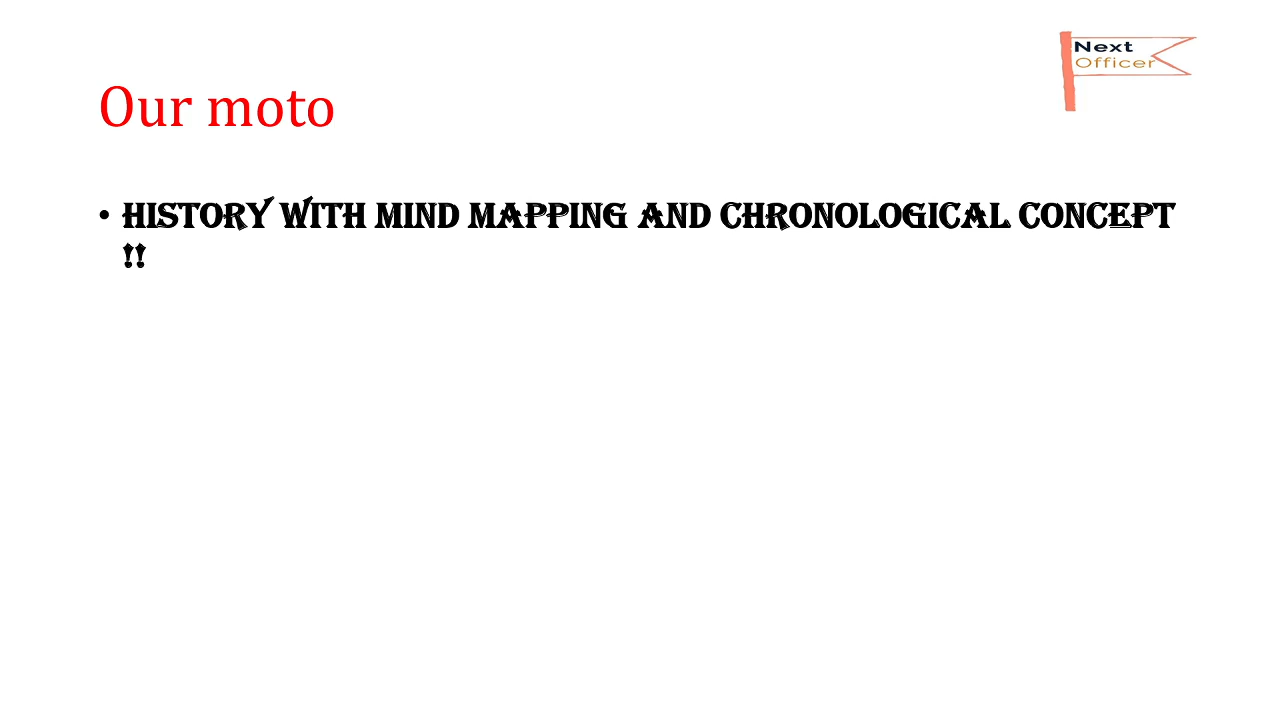 Next
Officer
Our moto
• HISTORY WITH MIND MAPPING AND CHRONOLOGICAL CONCEPT
!!